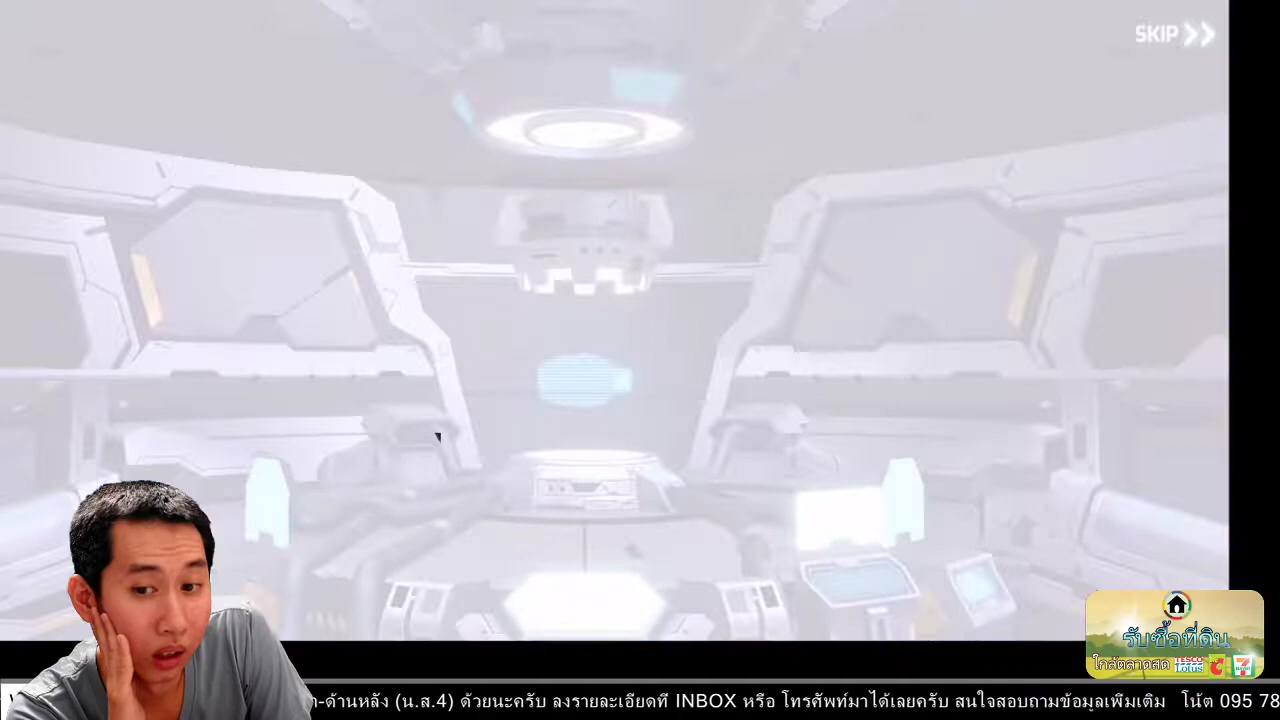 SKIP
รับซื้อที่ดิน
ใกล้ตลาดสด TESCO Lotus
-ด้านหลัง (น.ส.4) ด้วยนะครับ ลงรายละเอียดที่ INBOX หรือ โทรศัพท์มาได้เลยครับ สนใจสอบถามข้อมูลเพิ่มเติม โน้ต 095 78